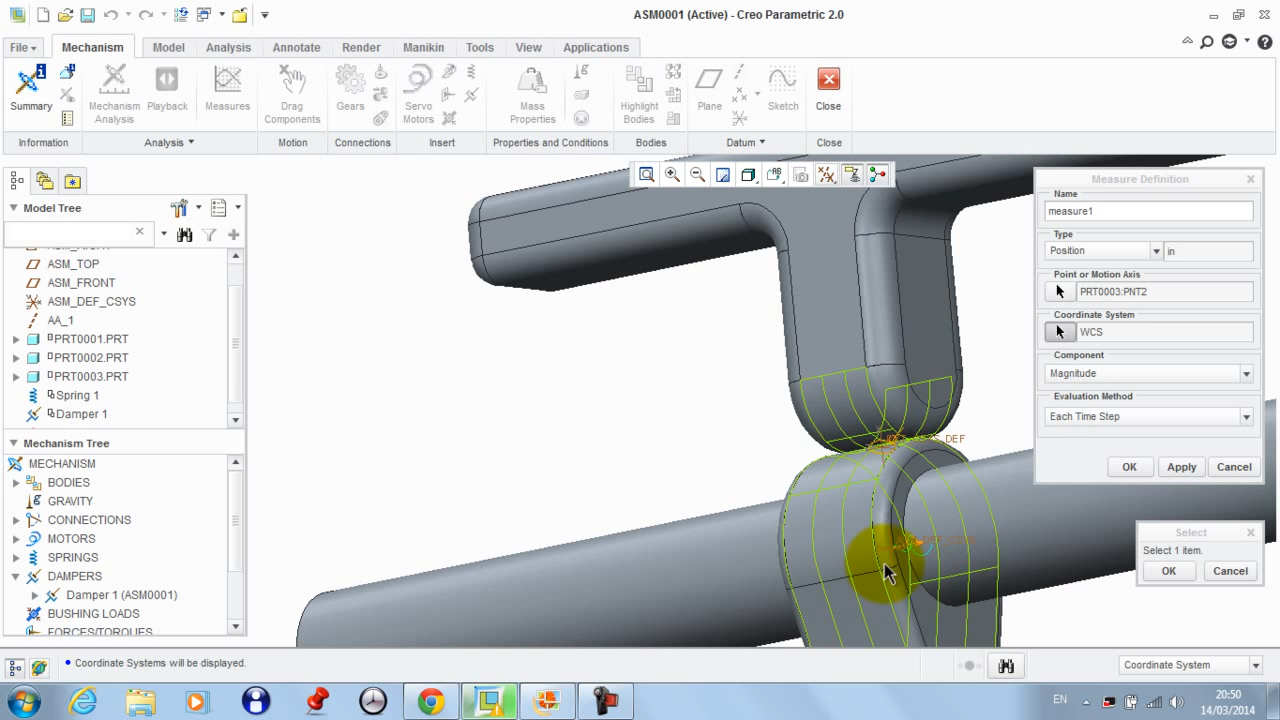 ASM0001 (Active) - Creo Parametric 2.0
File
Mechanism
Model
Analysis
Annotate
Render
Manikin
Tools
View
Applications
Summary
Mechanism
Analysis
Playback
Measures
Drag
Components
Gears
Servo
Motors
Mass
Properties
Highlight
Bodies
Plane
Sketch
Close
Information
Analysis
Motion
Connections
Insert
Properties and Conditions
Bodies
Datum
Close
Model Tree
ASM_TOP
ASM_FRONT
ASM_DEF_CSYS
AA_1
PRT0001.PRT
PRT0002.PRT
PRT0003.PRT
Spring 1
Damper 1
Mechanism Tree
MECHANISM
BODIES
GRAVITY
CONNECTIONS
MOTORS
SPRINGS
DAMPERS
Damper 1 (ASM0001)
BUSHING LOADS
FORCES/TORQUES
Measure Definition
Name
measure1
Type
Position
in
Point or Motion Axis
PRT0003:PNT2
Coordinate System
WCS
Component
Magnitude
Evaluation Method
Each Time Step
OK
Apply
Cancel
Select
Select 1 item.
OK
Cancel
ASM_DEF_CSYS
Coordinate Systems will be displayed.
Coordinate System
EN
20:50
14/03/2014